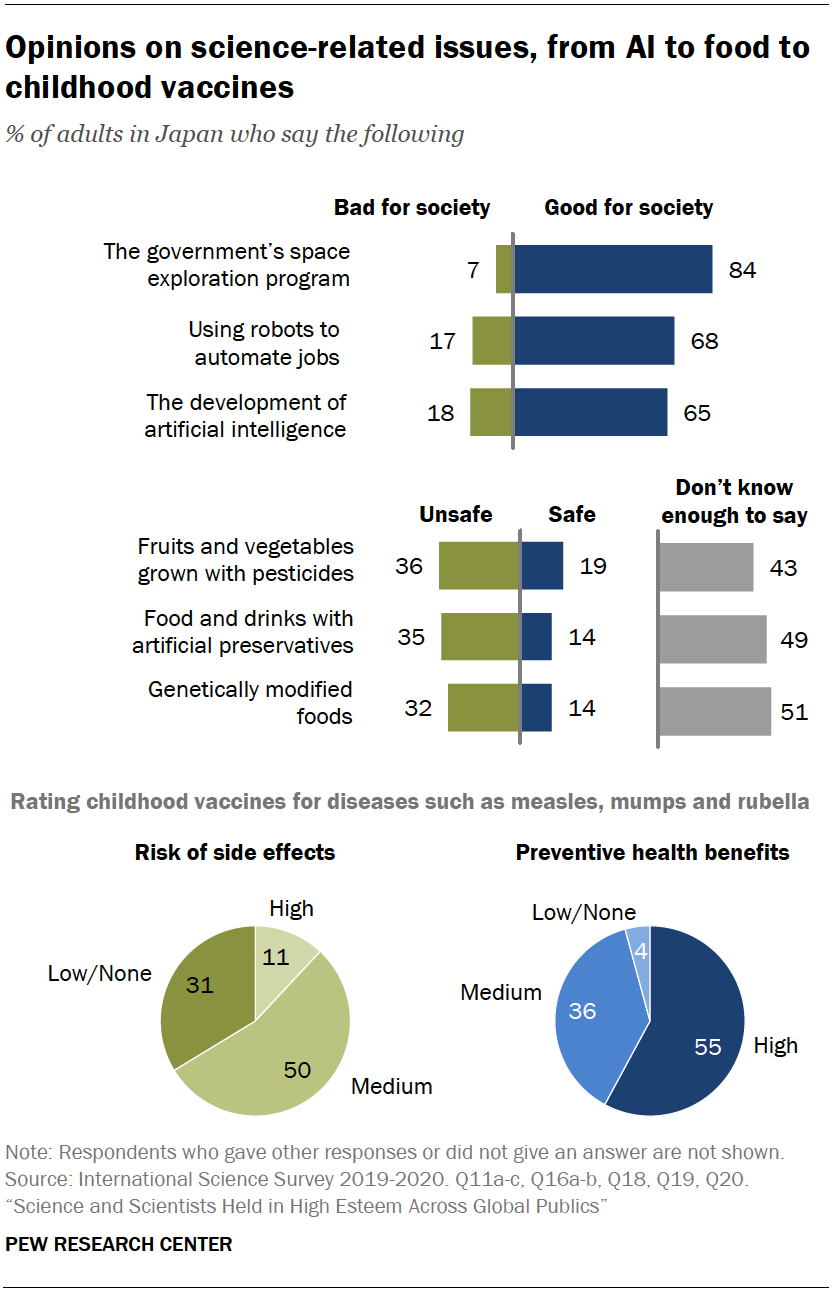 Opinions on science-related issues, from AI to food to
childhood vaccines
% of adults in Japan who say the following
Bad for society Good for society
The government's space
exploration program
7 84
Using robots to
automate jobs
17 68
The development of
artificial intelligence
18 65
Don't know
enough to say
Unsafe Safe
Fruits and vegetables
grown with pesticides
36 19 43
Food and drinks with
artificial preservatives
35 14 49
Genetically modified
foods
32 14 51
Rating childhood vaccines for diseases such as measles, mumps and rubella
Risk of side effects
High
11
Low/None
31
50
Medium
Preventive health benefits
Low/None
4
Medium
36
55
High
Note: Respondents who gave other responses or did not give an answer are not shown.
Source: International Science Survey 2019-2020. Q11a-c, Q16a-b, Q18, Q19, Q20.
“Science and Scientists Held in High Esteem Across Global Publics”
PEW RESEARCH CENTER